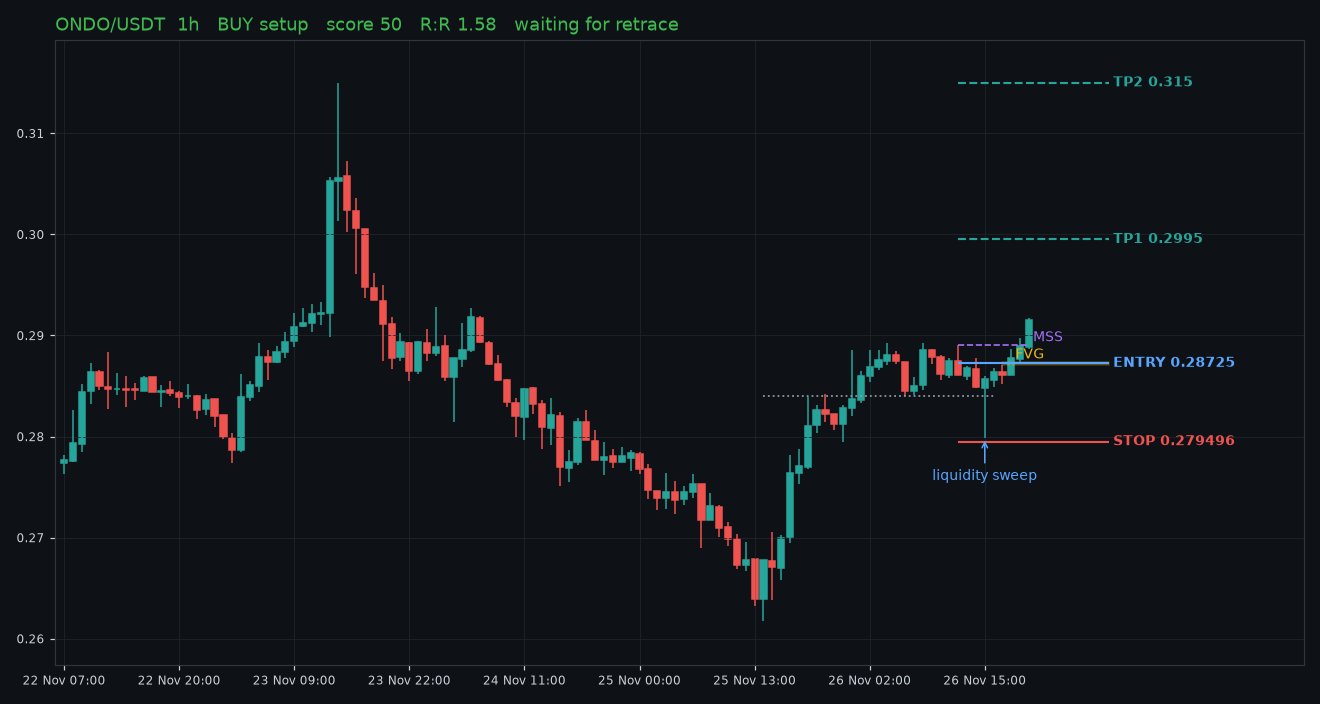 ONDO/USDT 1h BUY setup score 50 R:R 1.58 waiting for retrace
TP2 0.315
0.31
TP1 0.2995
0.30
0.29
MSS
FVG
ENTRY 0.28725
0.28
STOP 0.279496
liquidity sweep
0.27
0.26
22 Nov 07:00
22 Nov 20:00
23 Nov 09:00
23 Nov 22:00
24 Nov 11:00
25 Nov 00:00
25 Nov 13:00
26 Nov 02:00
26 Nov 15:00